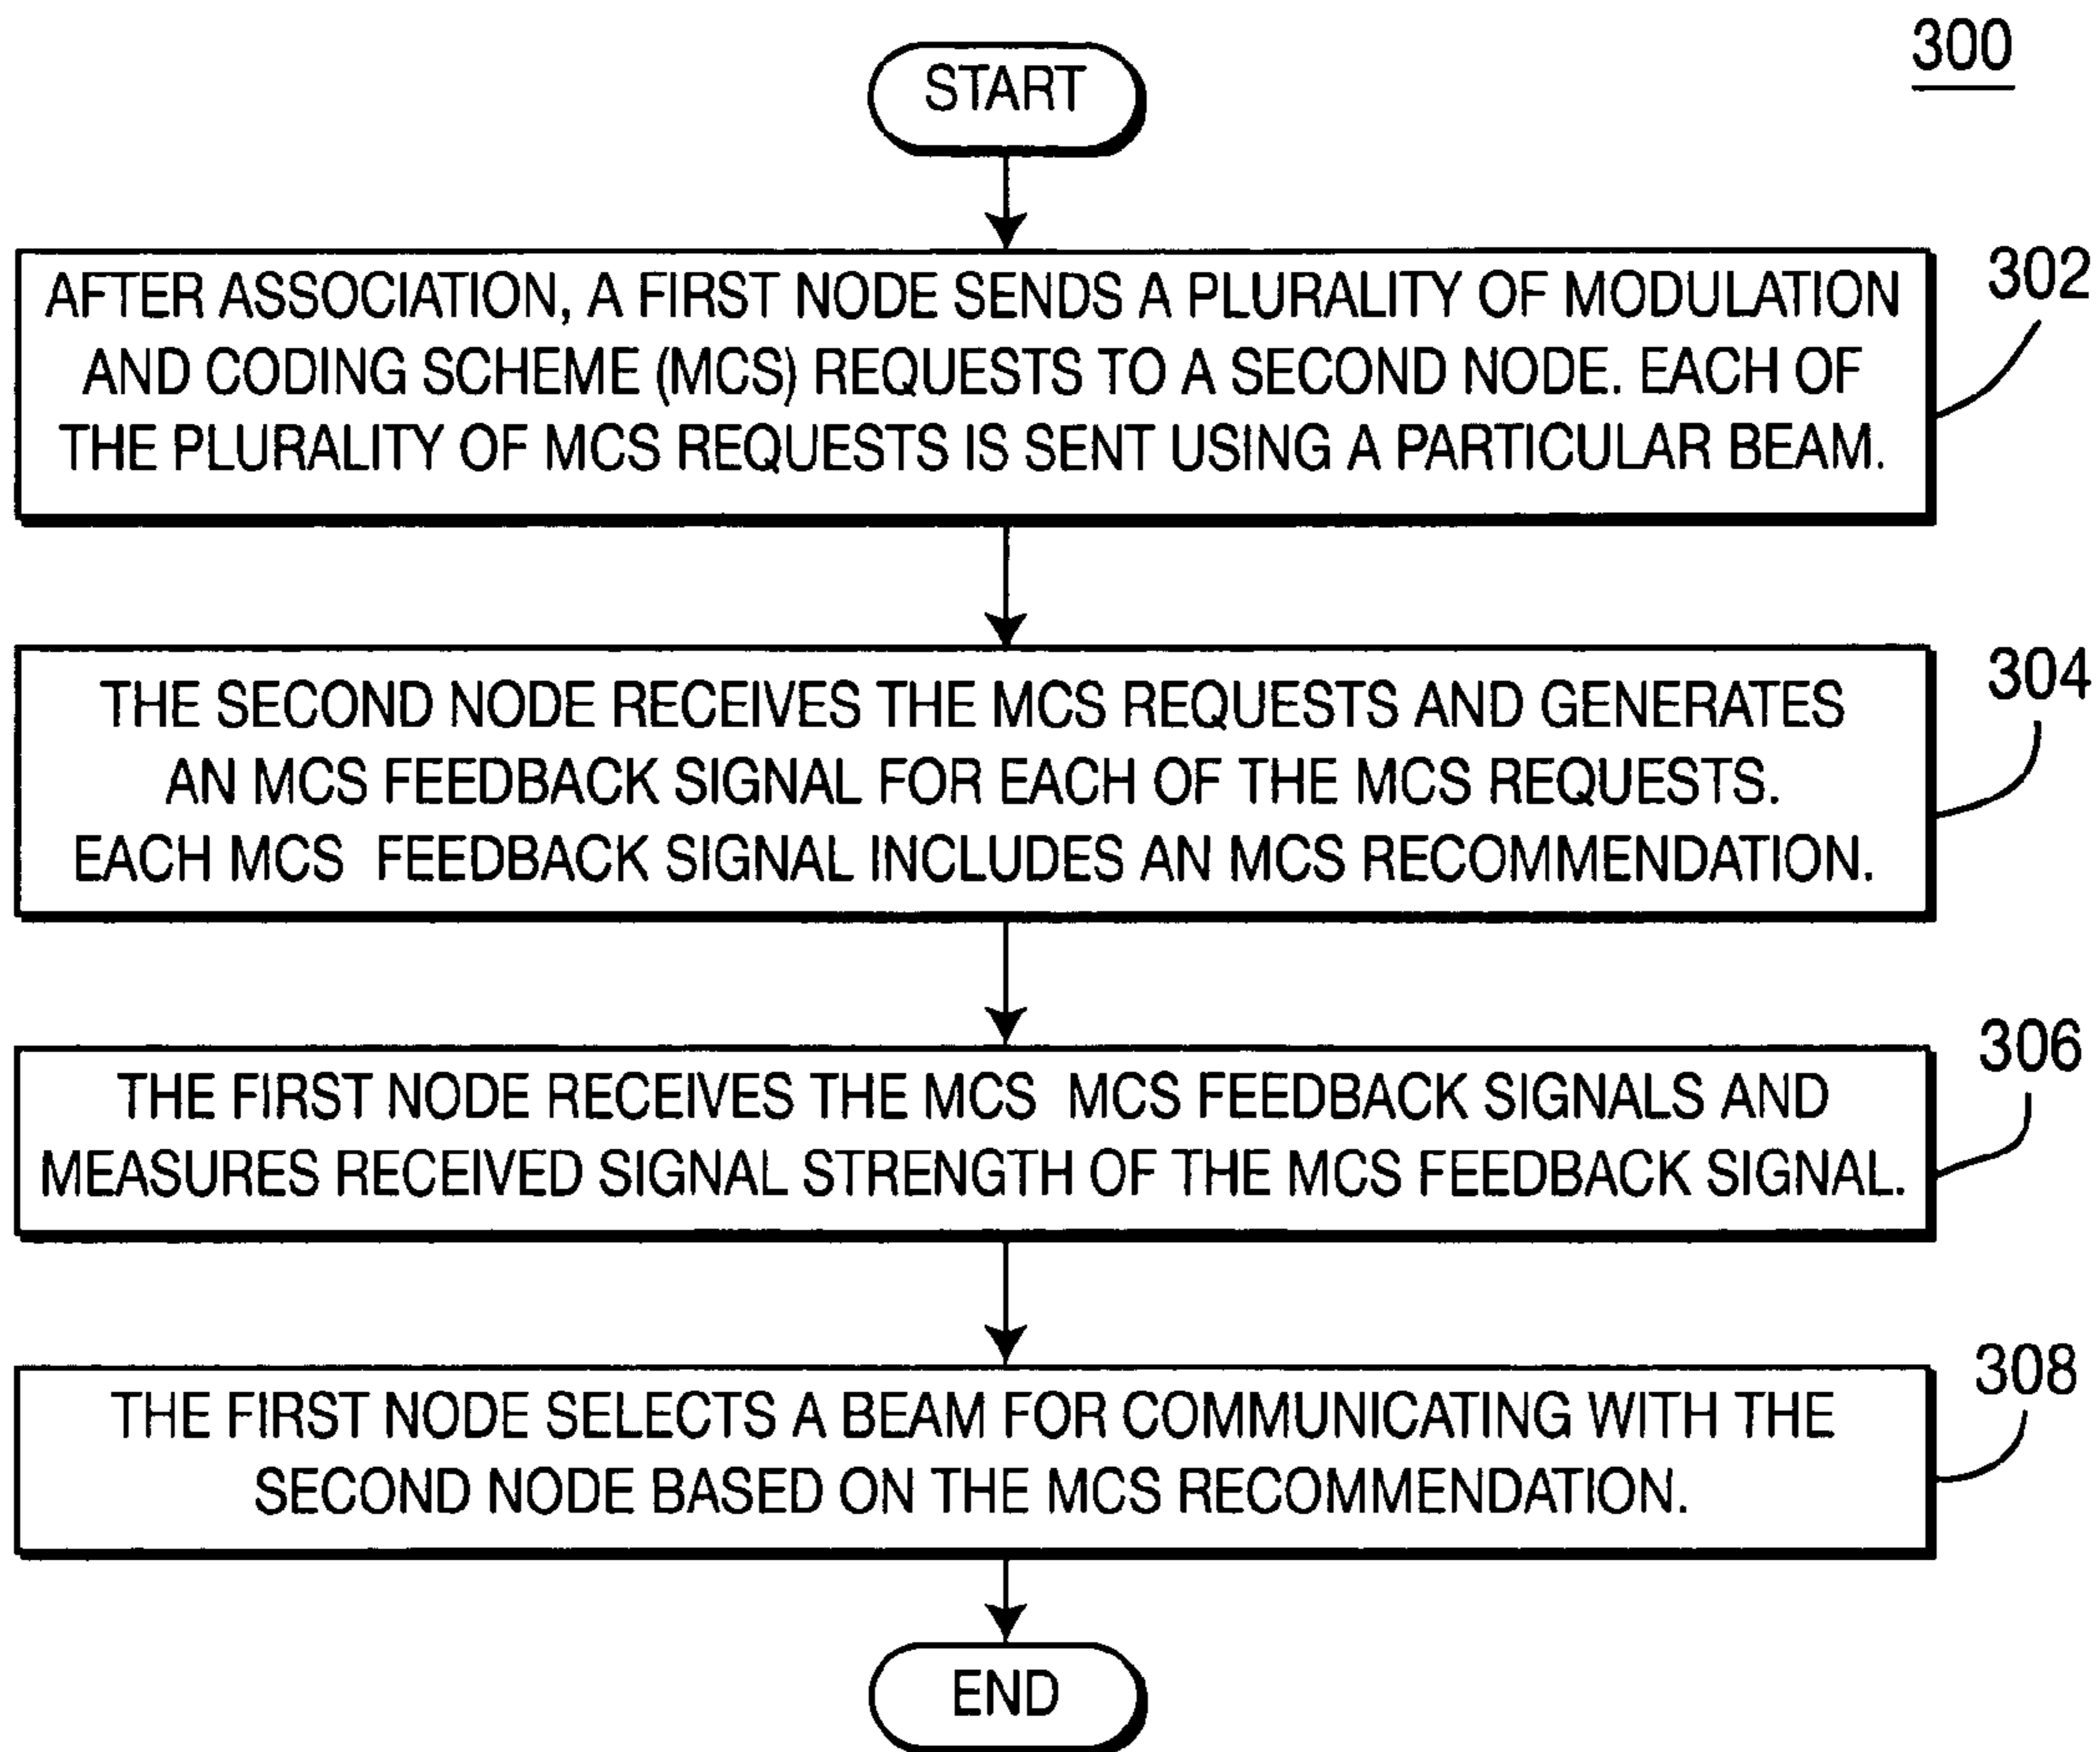 300
START
302
AFTER ASSOCIATION, A FIRST NODE SENDS A PLURALITY OF MODULATION
AND CODING SCHEME (MCS) REQUESTS TO A SECOND NODE. EACH OF
THE PLURALITY OF MCS REQUESTS IS SENT USING A PARTICULAR BEAM.
304
THE SECOND NODE RECEIVES THE MCS REQUESTS AND GENERATES
AN MCS FEEDBACK SIGNAL FOR EACH OF THE MCS REQUESTS.
EACH MCS FEEDBACK SIGNAL INCLUDES AN MCS RECOMMENDATION.
306
THE FIRST NODE RECEIVES THE MCS MCS FEEDBACK SIGNALS AND
MEASURES RECEIVED SIGNAL STRENGTH OF THE MCS FEEDBACK SIGNAL.
308
THE FIRST NODE SELECTS A BEAM FOR COMMUNICATING WITH THE
SECOND NODE BASED ON THE MCS RECOMMENDATION.
END